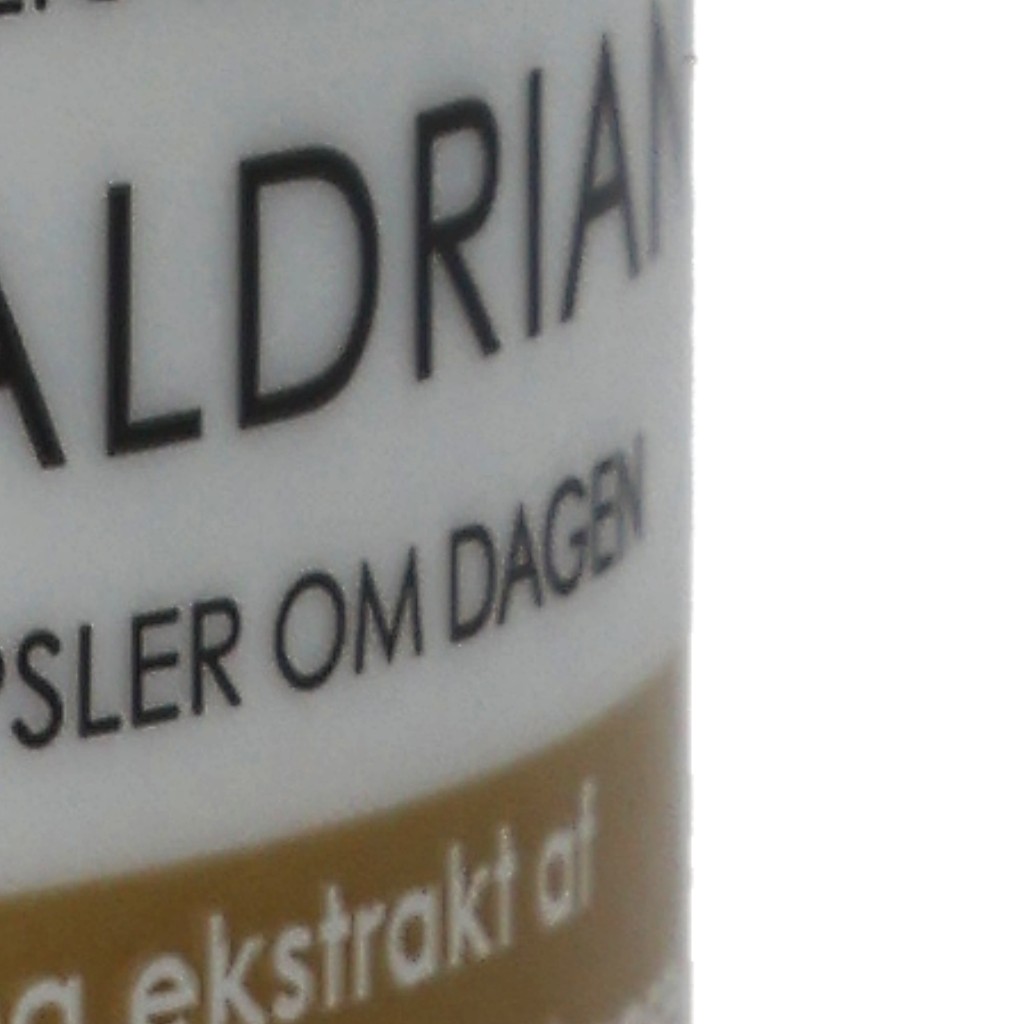 ALDRIAN
PSLER OM DAGEN
ekstrakt af